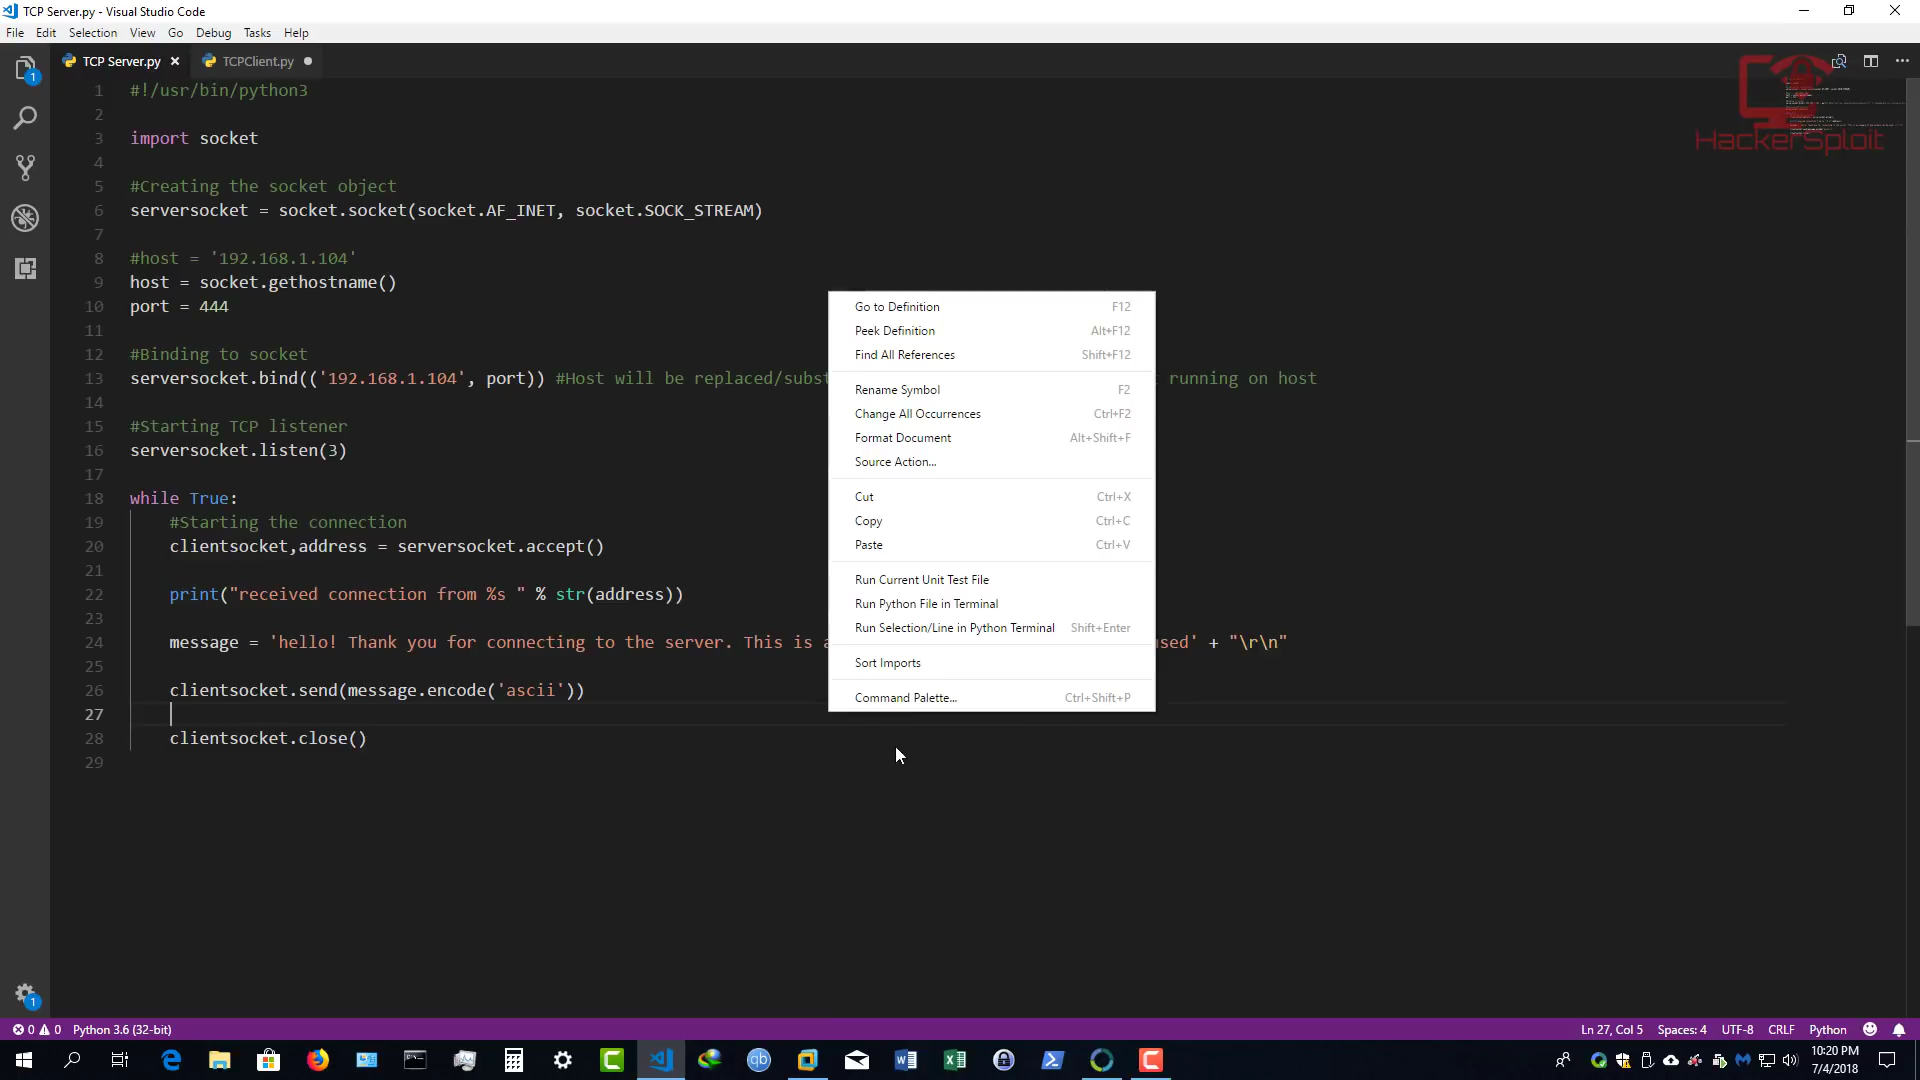 TCP Server.py - Visual Studio Code
File Edit Selection View Go Debug Tasks Help
TCP Server.py TCPClient.py
1 #!/usr/bin/python3
2
3 import socket
4
5 #Creating the socket object
6 serversocket = socket.socket(socket.AF_INET, socket.SOCK_STREAM)
7
8 #host = '192.168.1.104'
9 host = socket.gethostname()
10 port = 444
11
12 #Binding to socket
13 serversocket.bind(('192.168.1.104', port)) #Host will be replaced/subst running on host
14
15 #Starting TCP listener
16 serversocket.listen(3)
17
18 while True:
19 #Starting the connection
20 clientsocket,address = serversocket.accept()
21
22 print("received connection from %s " % str(address))
23
24 message = 'hello! Thank you for connecting to the server. This is a used' + "\r\n"
25
26 clientsocket.send(message.encode('ascii'))
27
28 clientsocket.close()
29
Go to Definition F12
Peek Definition Alt+F12
Find All References Shift+F12
Rename Symbol F2
Change All Occurrences Ctrl+F2
Format Document Alt+Shift+F
Source Action...
Cut Ctrl+X
Copy Ctrl+C
Paste Ctrl+V
Run Current Unit Test File
Run Python File in Terminal
Run Selection/Line in Python Terminal Shift+Enter
Sort Imports
Command Palette... Ctrl+Shift+P
HackerSploit
1
1
0 0 Python 3.6 (32-bit) Ln 27, Col 5 Spaces: 4 UTF-8 CRLF Python
qb
10:20 PM
7/4/2018